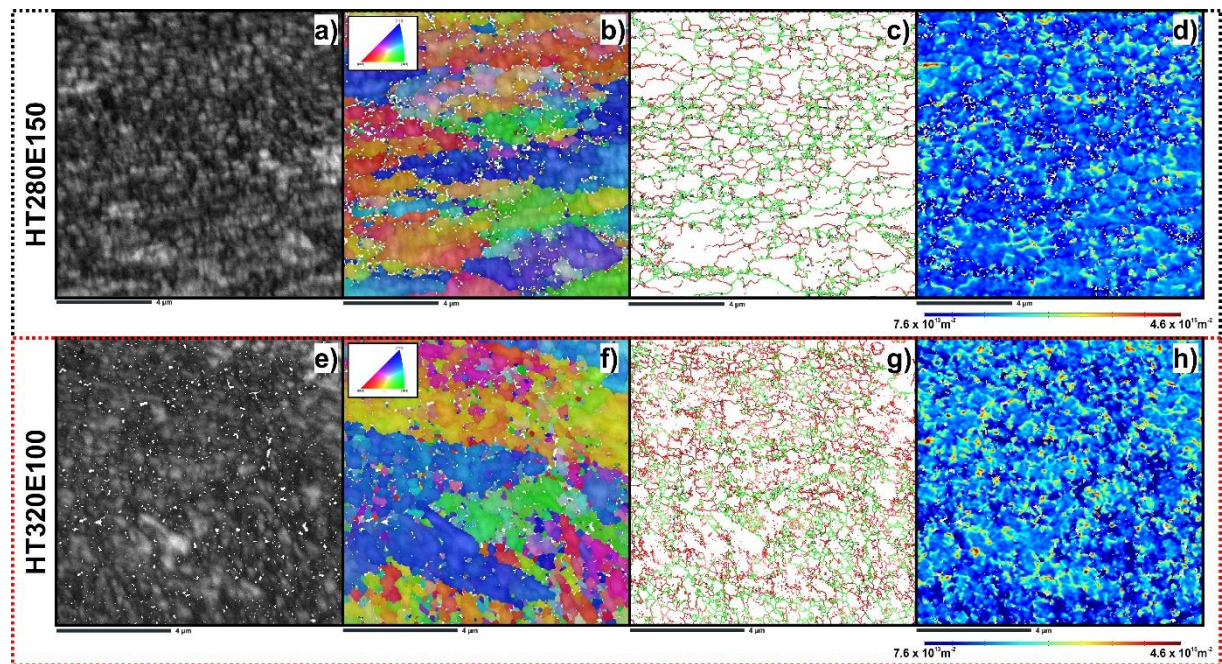 HT280E150
a)
b)
c)
d)
4 µm
4 µm
4 µm
4 µm
7.6 x 10¹³m⁻²
4.6 x 10¹⁵m⁻²
HT320E100
e)
f)
g)
h)
4 µm
4 µm
4 µm
4 µm
7.6 x 10¹³m⁻²
4.6 x 10¹⁵m⁻²